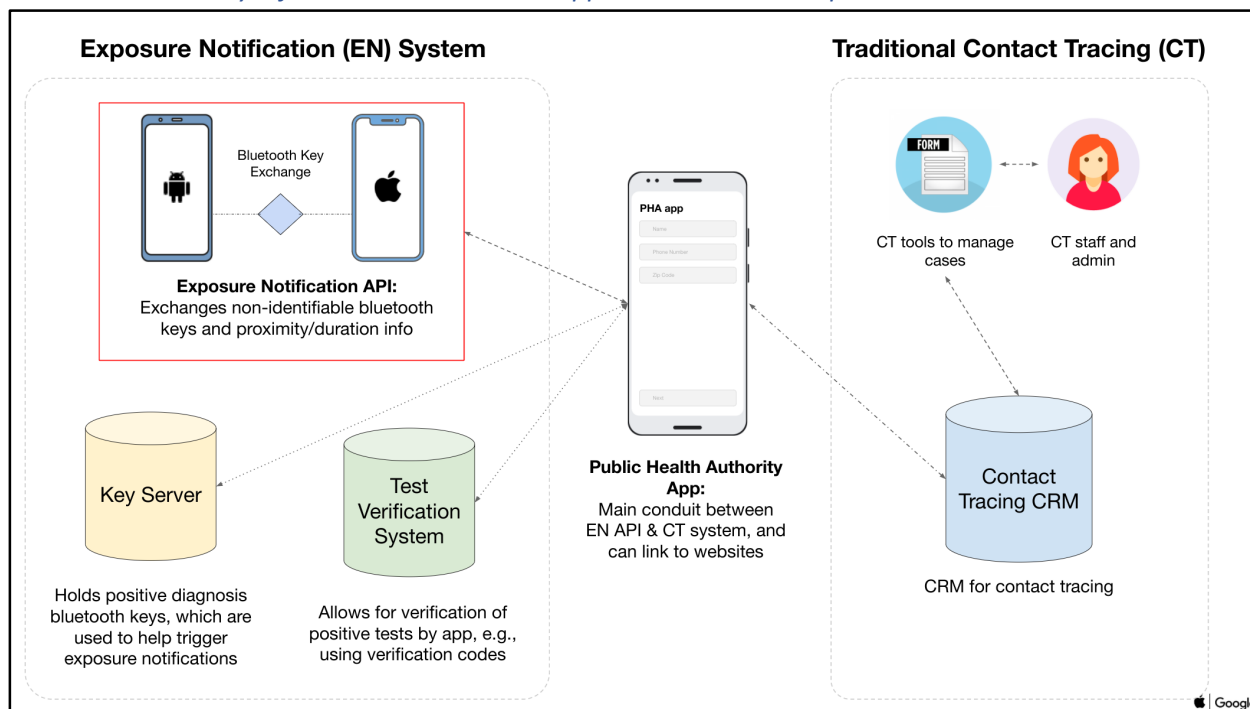 Exposure Notification (EN) System
Traditional Contact Tracing (CT)
Bluetooth Key
Exchange
Exposure Notification API:
Exchanges non-identifiable bluetooth
keys and proximity/duration info
PHA app
Name
Phone Number
Zip Code
Next
FORM
CT tools to manage
cases
CT staff and
admin
Key Server
Test
Verification
System
Public Health Authority
App:
Main conduit between
EN API & CT system, and
can link to websites
Contact
Tracing CRM
Holds positive diagnosis
bluetooth keys, which are
used to help trigger
exposure notifications
Allows for verification of
positive tests by app, e.g.,
using verification codes
CRM for contact tracing
| Google